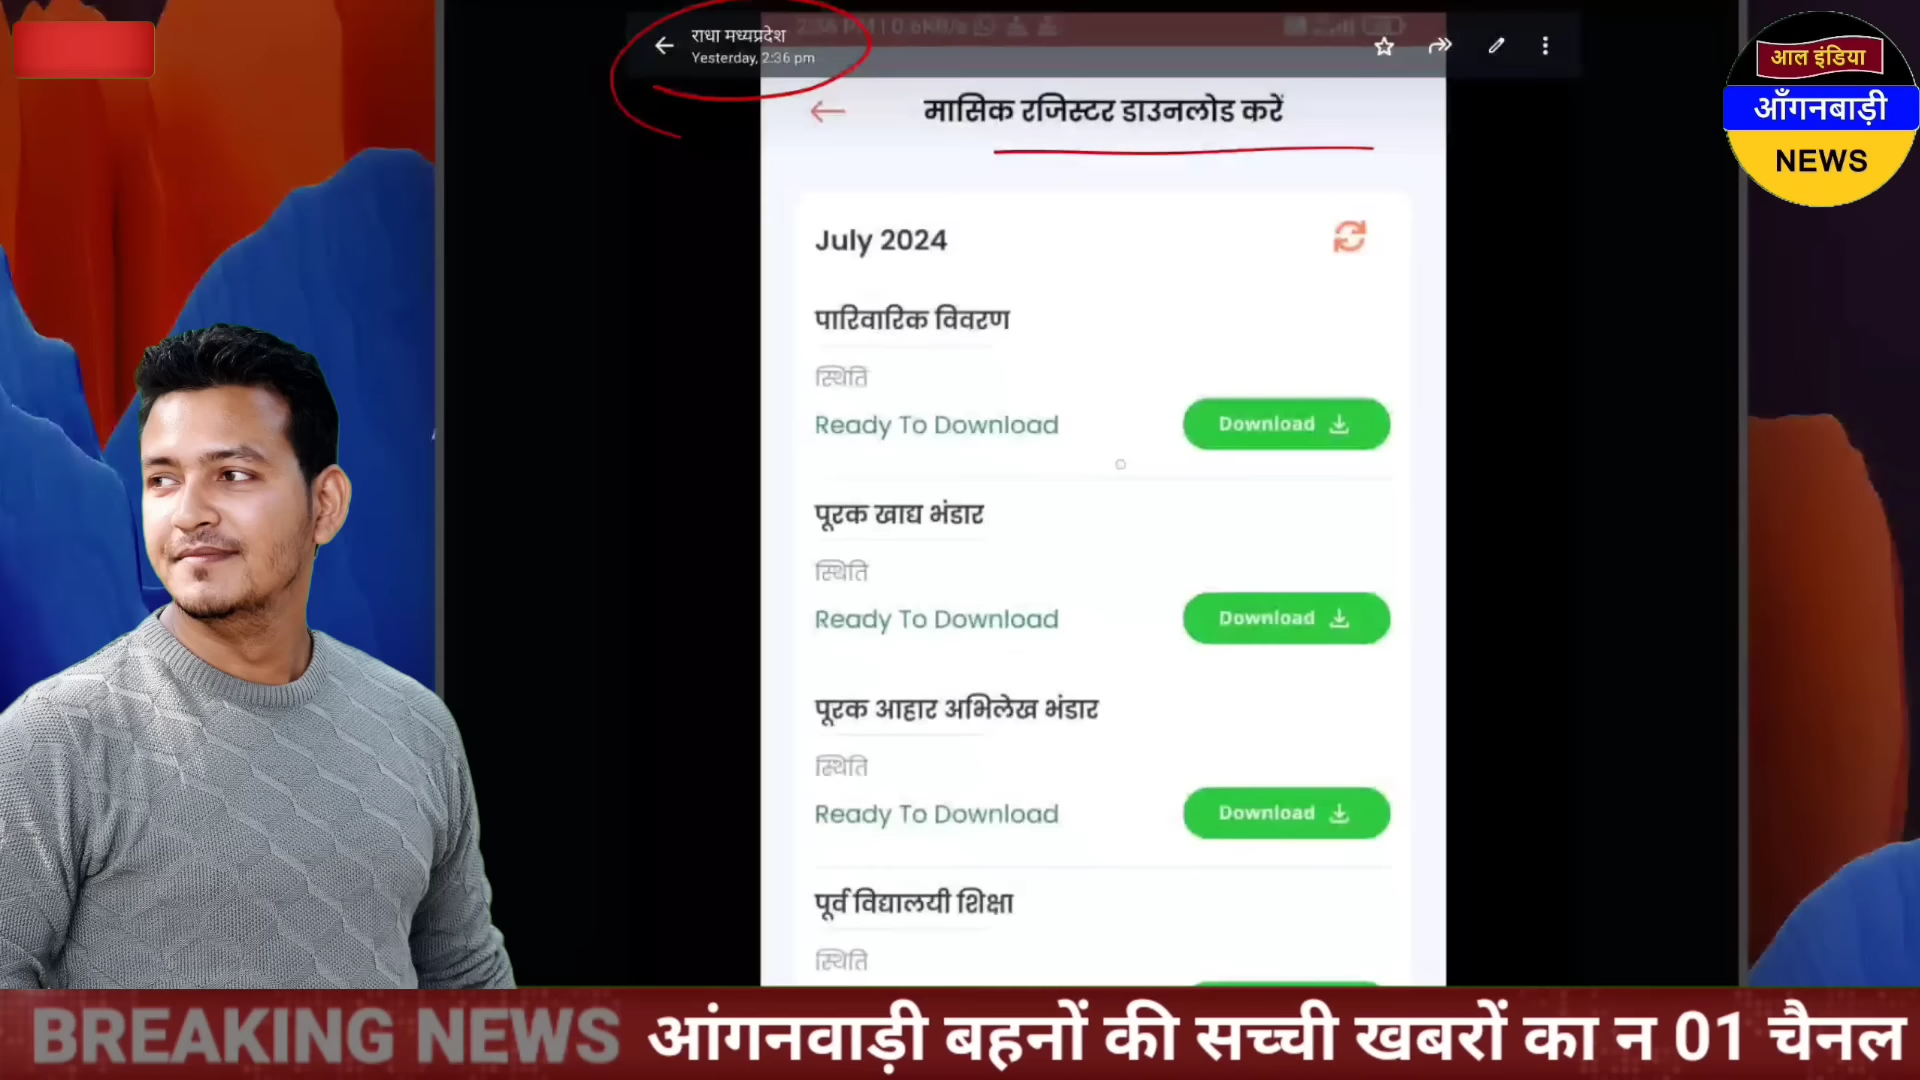 राधा मध्यप्रदेश
Yesterday, 2:36 pm
आल इंडिया
आँगनबाड़ी
NEWS
मासिक रजिस्टर डाउनलोड करें
July 2024
पारिवारिक विवरण
स्थिति
Ready To Download
Download
पूरक खाद्य भंडार
स्थिति
Ready To Download
Download
पूरक आहार अभिलेख भंडार
स्थिति
Ready To Download
Download
पूर्व विद्यालयी शिक्षा
स्थिति
BREAKING NEWS आंगनवाड़ी बहनों की सच्ची खबरों का न 01 चैनल